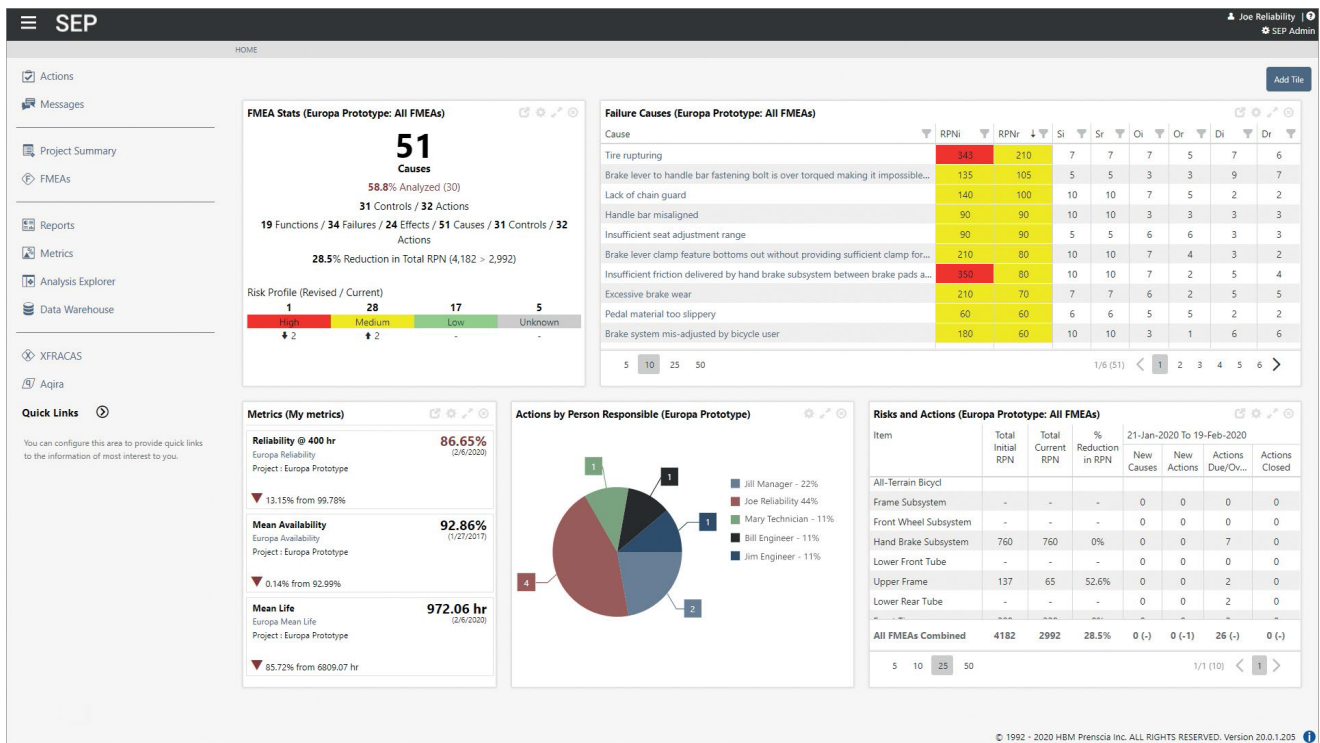 SEP
Joe Reliability |
SEP Admin
HOME
Actions
Messages
Project Summary
FMEAs
Reports
Metrics
Analysis Explorer
Data Warehouse
XFRACAS
Aqira
Quick Links
You can configure this area to provide quick links
to the information of most interest to you.
Add Tile
FMEA Stats (Europa Prototype: All FMEAs)
51
Causes
58.8% Analyzed (30)
31 Controls / 32 Actions
19 Functions / 34 Failures / 24 Effects / 51 Causes / 31 Controls / 32
Actions
28.5% Reduction in Total RPN (4,182 > 2,992)
Risk Profile (Revised / Current)
1 28 17 5
High Medium Low Unknown
2 2 - -
Failure Causes (Europa Prototype: All FMEAs)
Cause RPNi RPNr Si Sr Oi Or Di Dr
Tire rupturing 343 210 7 7 7 5 7 6
Brake lever to handle bar fastening bolt is over torqued making it impossible... 135 105 5 5 3 3 9 7
Lack of chain guard 140 100 10 10 7 5 2 2
Handle bar misaligned 90 90 10 10 3 3 3 3
Insufficient seat adjustment range 90 90 5 5 6 6 3 3
Brake lever clamp feature bottoms out without providing sufficient clamp for... 210 80 10 10 7 4 3 2
Insufficient friction delivered by hand brake subsystem between brake pads a... 350 80 10 10 7 2 5 4
Excessive brake wear 210 70 7 7 6 2 5 5
Pedal material too slippery 60 60 6 6 5 5 2 2
Brake system mis-adjusted by bicycle user 180 60 10 10 3 1 6 6
5 10 25 50 1/6 (51) 1 2 3 4 5 6
Metrics (My metrics)
Reliability @ 400 hr 86.65%
Europa Reliability (2/6/2020)
Project : Europa Prototype
13.15% from 99.78%
Mean Availability 92.86%
Europa Availability (1/27/2017)
Project : Europa Prototype
0.14% from 92.99%
Mean Life 972.06 hr
Europa Mean Life (2/6/2020)
Project : Europa Prototype
85.72% from 6809.07 hr
Actions by Person Responsible (Europa Prototype)
1
1
1
4
2
Jill Manager - 22%
Joe Reliability 44%
Mary Technician - 11%
Bill Engineer - 11%
Jim Engineer - 11%
Risks and Actions (Europa Prototype: All FMEAs)
Item Total Total % 21-Jan-2020 To 19-Feb-2020
Initial Current Reduction New New Actions Actions
RPN RPN in RPN Causes Actions Due/Ov... Closed
All-Terrain Bicycl
Frame Subsystem - - - 0 0 0 0
Front Wheel Subsystem - - - 0 0 0 0
Hand Brake Subsystem 760 760 0% 0 0 7 0
Lower Front Tube - - - 0 0 0 0
Upper Frame 137 65 52.6% 0 0 2 0
Lower Rear Tube - - - 0 0 2 0
All FMEAs Combined 4182 2992 28.5% 0 (-) 0 (-1) 26 (-) 0 (-)
5 10 25 50 1/1 (10) 1
© 1992 - 2020 HBM Prenscia Inc. ALL RIGHTS RESERVED. Version 20.0.1.205